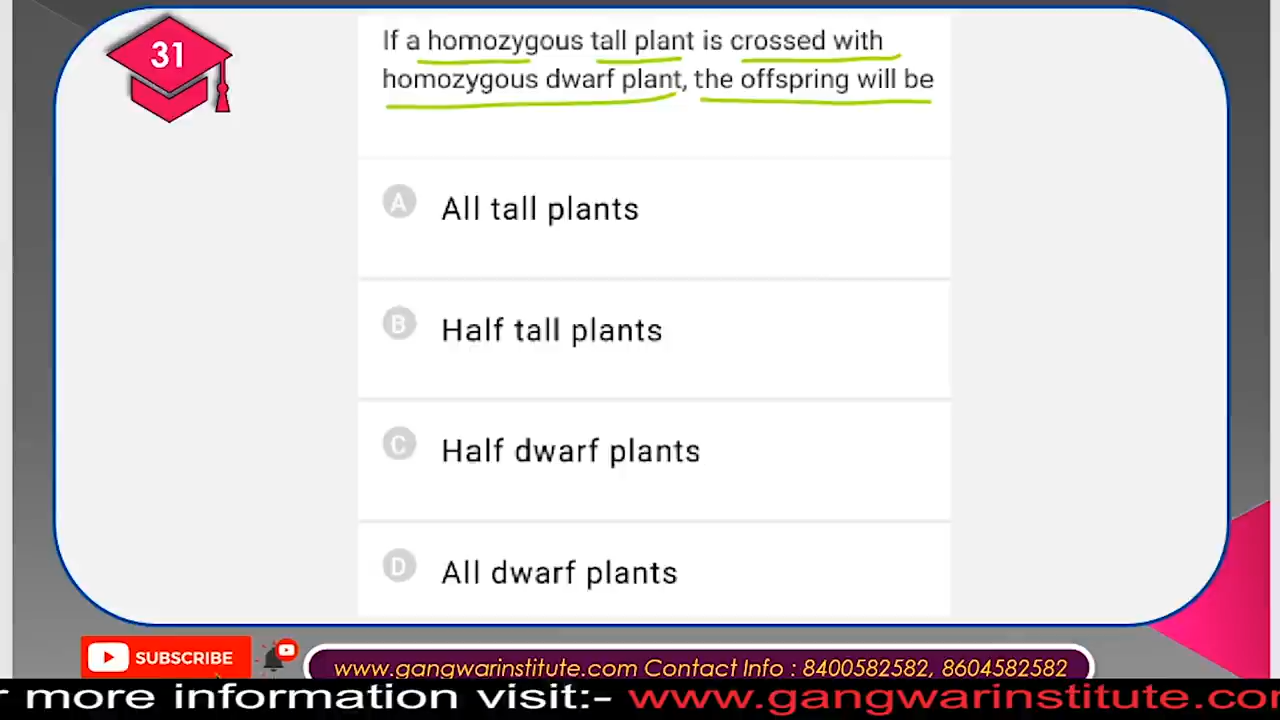 31
If a homozygous tall plant is crossed with
homozygous dwarf plant, the offspring will be
A All tall plants
B Half tall plants
C Half dwarf plants
D All dwarf plants
SUBSCRIBE
www.gangwarinstitute.com Contact Info : 8400582582, 8604582582
r more information visit:- www.gangwarinstitute.co